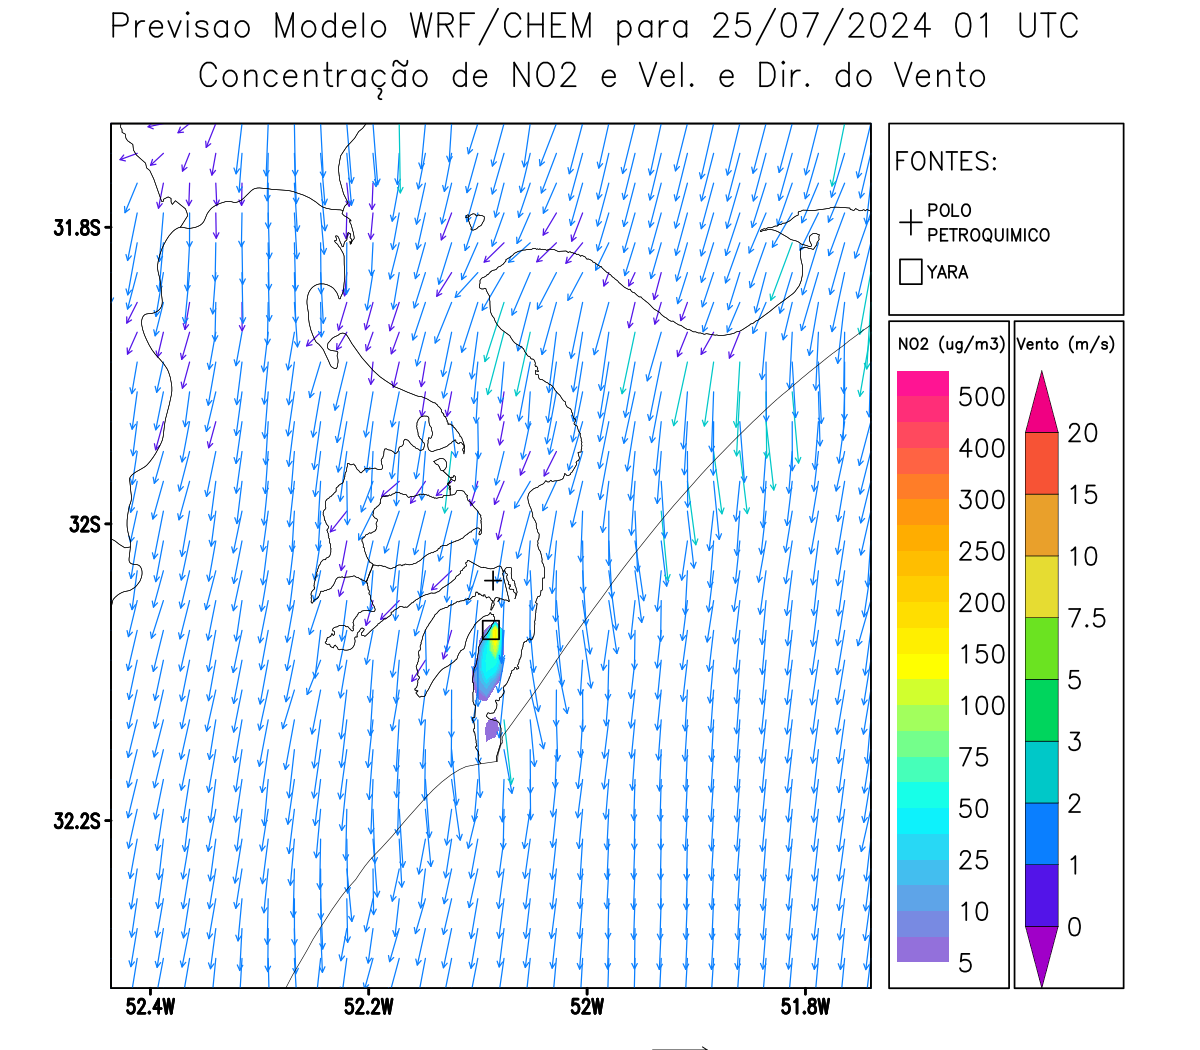 Previsao Modelo WRF/CHEM para 25/07/2024 01 UTC
Concentração de NO2 e Vel. e Dir. do Vento
FONTES:
POLO
PETROQUIMICO
YARA
31.8S
32S
32.2S
52.4W
52.2W
52W
51.8W
NO2 (ug/m3)
500
400
300
250
200
150
100
75
50
25
10
5
Vento (m/s)
20
15
10
7.5
5
3
2
1
0